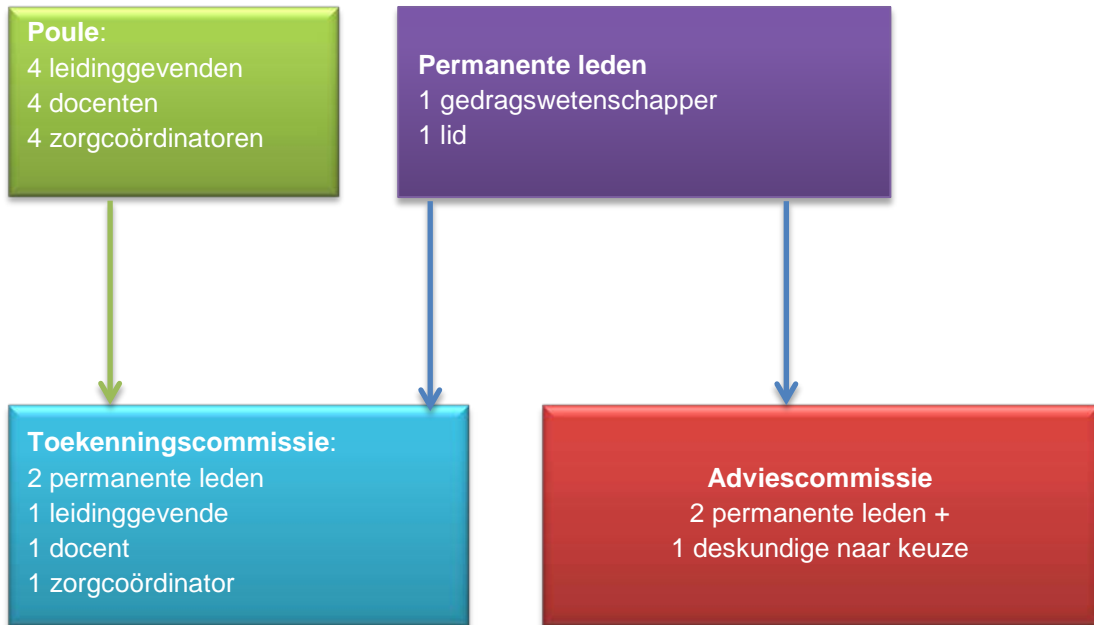 Poule:
4 leidinggevenden
4 docenten
4 zorgcoördinatoren
Permanente leden
1 gedragswetenschapper
1 lid
Toekenningscommissie:
2 permanente leden
1 leidinggevende
1 docent
1 zorgcoördinator
Adviescommissie
2 permanente leden +
1 deskundige naar keuze